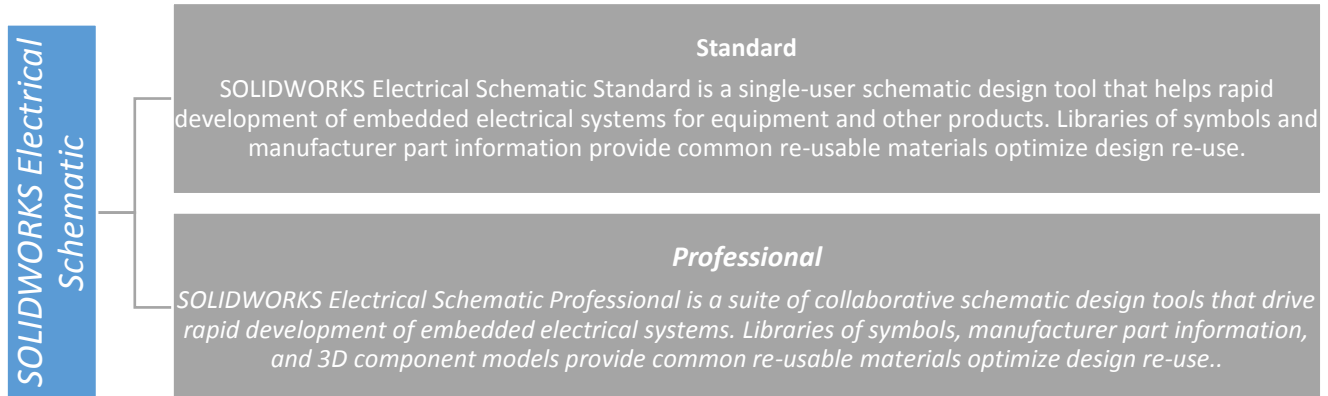 SOLIDWORKS Electrical
Schematic
Standard
SOLIDWORKS Electrical Schematic Standard is a single-user schematic design tool that helps rapid
development of embedded electrical systems for equipment and other products. Libraries of symbols and
manufacturer part information provide common re-usable materials optimize design re-use.
Professional
SOLIDWORKS Electrical Schematic Professional is a suite of collaborative schematic design tools that drive
rapid development of embedded electrical systems. Libraries of symbols, manufacturer part information,
and 3D component models provide common re-usable materials optimize design re-use..